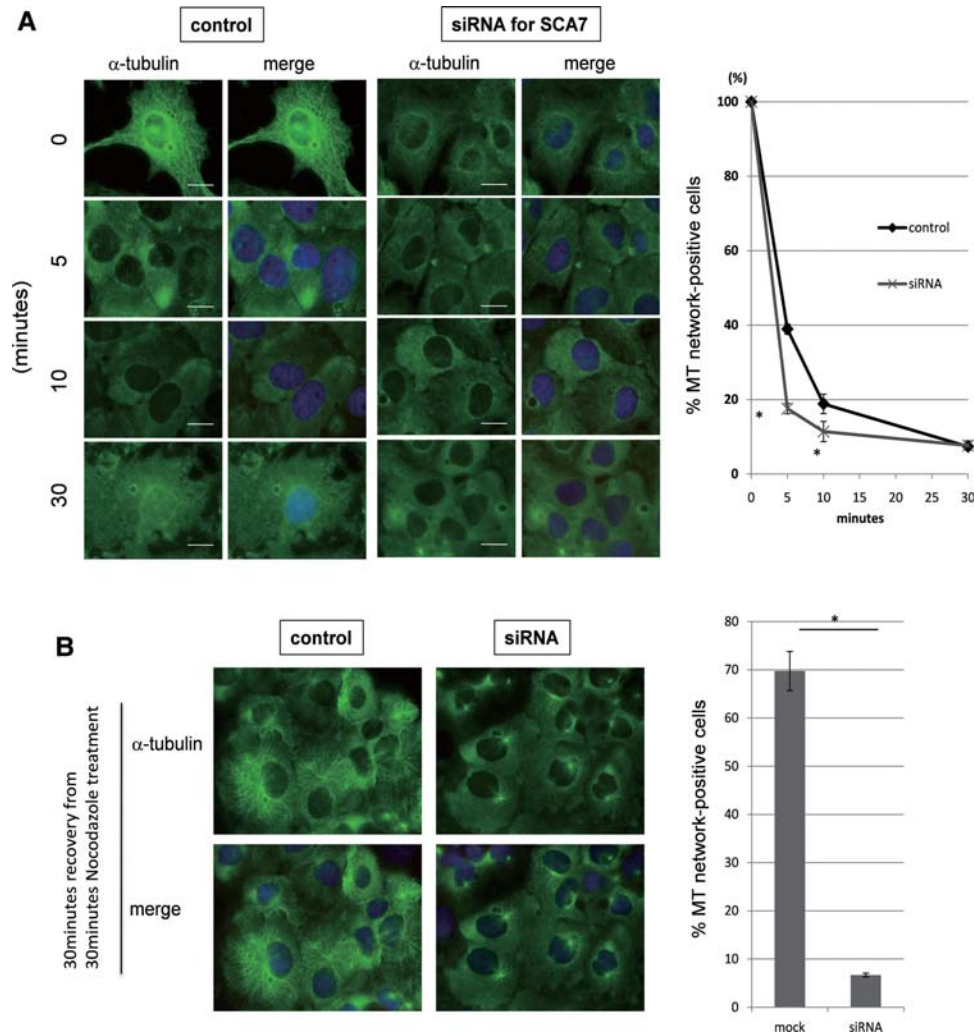 A
control
siRNA for SCA7
α-tubulin merge α-tubulin merge
0
5
10
30
(minutes)
(%)
100
80
60
40
20
0
% MT network-positive cells
control
siRNA
*
*
0 5 10 15 20 25 30
minutes
B
control
siRNA
30minutes recovery from
30minutes Nocodazole treatment
α-tubulin
merge
80
70
60
50
40
30
20
10
0
% MT network-positive cells
*
mock siRNA